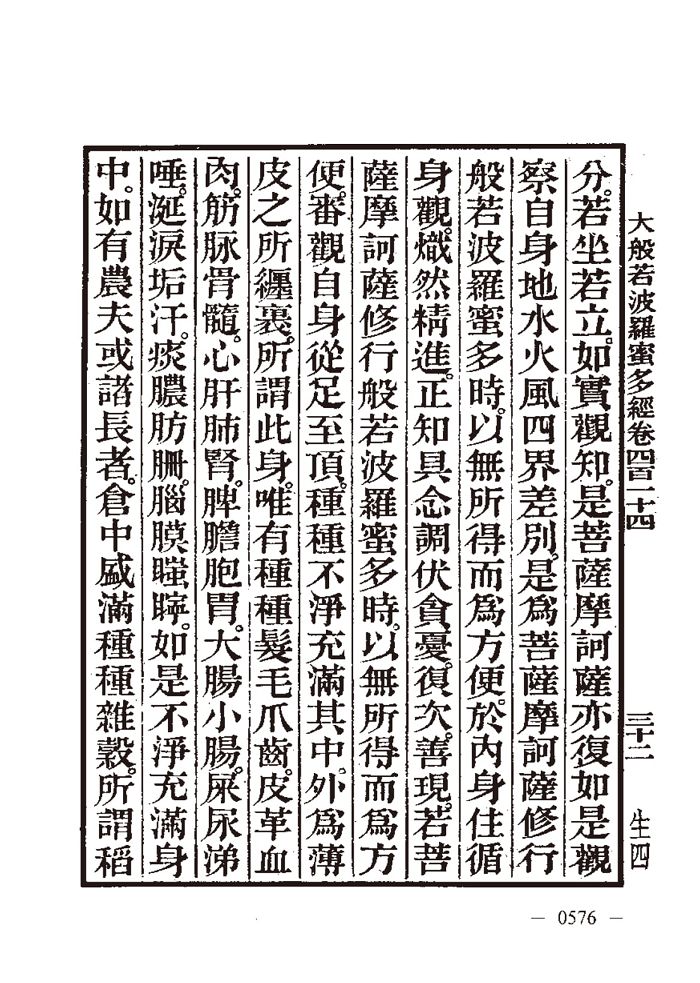 大般若波羅蜜多經卷四百二十四　三十二　生四
分。若坐若立。如實觀知。是菩薩摩訶薩亦復如是觀
察自身地水火風四界差別。是爲菩薩摩訶薩修行
般若波羅蜜多時。以無所得而爲方便。於內身住循
身觀。熾然精進。正知具念調伏貪憂。復次善現。若菩
薩摩訶薩修行般若波羅蜜多時。以無所得而爲方
便。審觀自身從足至頂。種種不淨充滿其中。外爲薄
皮之所纏裹。所謂此身。唯有種種髮毛爪齒。皮革血
肉。筋脉骨髓。心肝肺腎。脾膽胞胃。大腸小腸。屎尿涕
唾。涎淚垢汗。痰膿肪𦙽。腦膜䁍聹。如是不淨充滿身
中。如有農夫或諸長者。倉中盛滿種種雜穀。所謂稻
— 0576 —